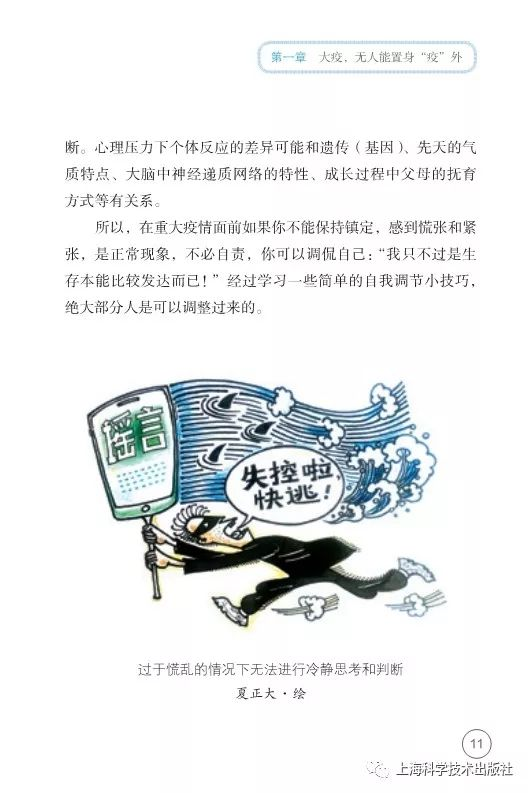 第一章 大疫，无人能置身“疫”外
断。心理压力下个体反应的差异可能和遗传（基因）、先天的气
质特点、大脑中神经递质网络的特性、成长过程中父母的抚育
方式等有关系。
所以，在重大疫情面前如果你不能保持镇定，感到慌张和紧
张，是正常现象，不必自责，你可以调侃自己：“我只不过是生
存本能比较发达而已！”经过学习一些简单的自我调节小技巧，
绝大部分人是可以调整过来的。
谣言
失控啦
快逃！
过于慌乱的情况下无法进行冷静思考和判断
夏正大·绘
11
上海科学技术出版社